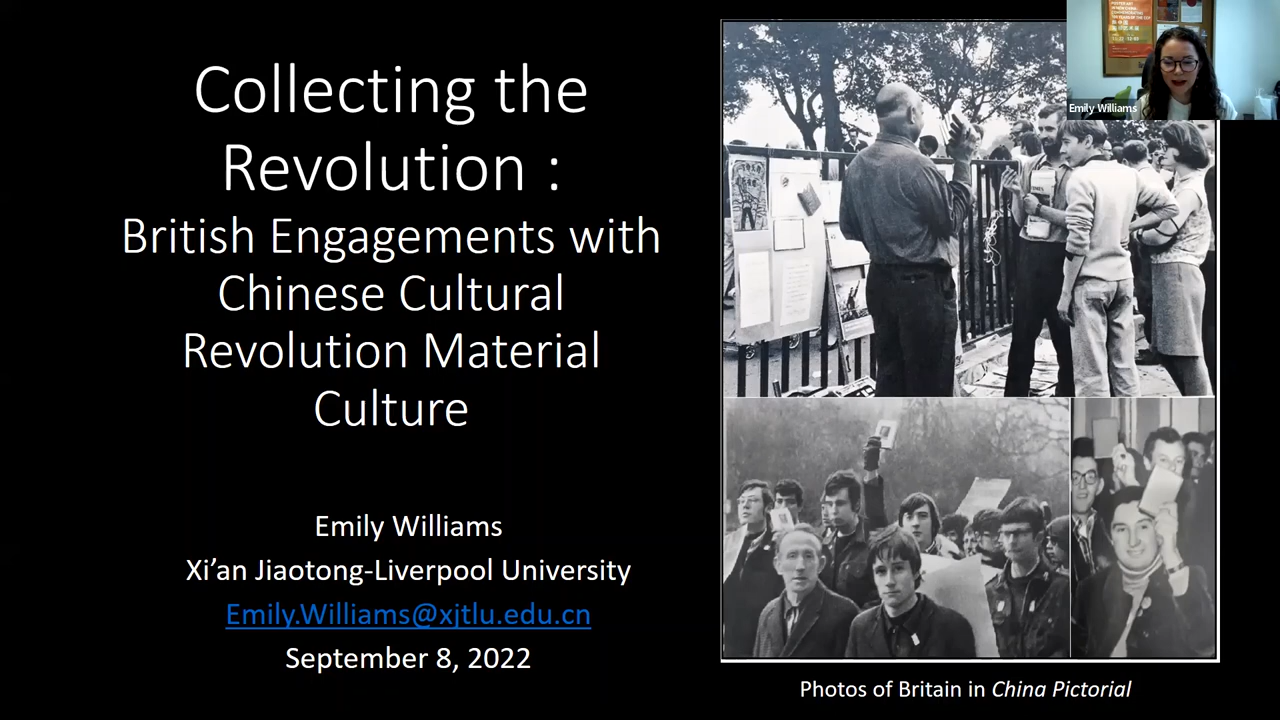 Collecting the
Revolution :
British Engagements with
Chinese Cultural
Revolution Material
Culture
Emily Williams
Xi’an Jiaotong-Liverpool University
Emily.Williams@xjtlu.edu.cn
September 8, 2022
Photos of Britain in China Pictorial
Emily Williams